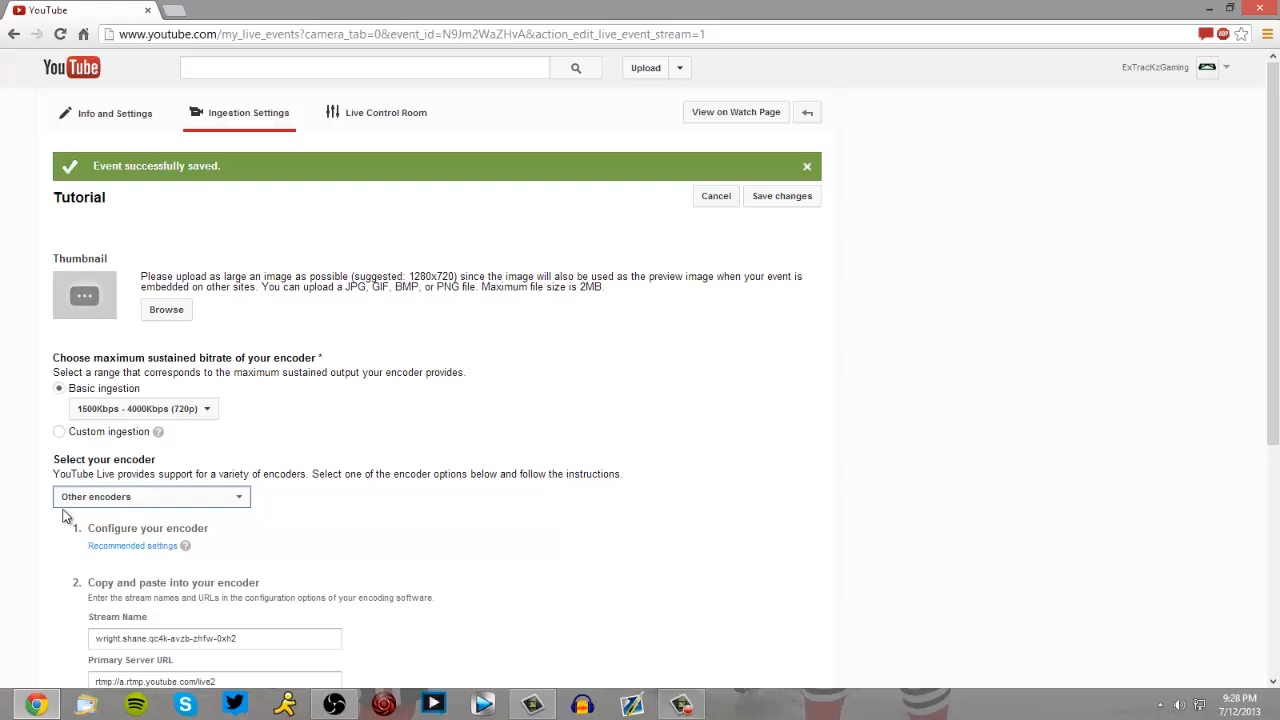 YouTube
www.youtube.com/my_live_events?camera_tab=0&event_id=N9Jm2WaZHvA&action_edit_live_event_stream=1
YouTube
Upload
ExTracKzGaming
Info and Settings
Ingestion Settings
Live Control Room
View on Watch Page
Event successfully saved.
Tutorial
Cancel
Save changes
Thumbnail
Please upload as large an image as possible (suggested: 1280x720) since the image will also be used as the preview image when your event is
embedded on other sites. You can upload a JPG, GIF, BMP, or PNG file. Maximum file size is 2MB.
Browse
Choose maximum sustained bitrate of your encoder *
Select a range that corresponds to the maximum sustained output your encoder provides.
Basic ingestion
1500Kbps - 4000Kbps (720p)
Custom ingestion ?
Select your encoder
YouTube Live provides support for a variety of encoders. Select one of the encoder options below and follow the instructions.
Other encoders
1. Configure your encoder
Recommended settings ?
2. Copy and paste into your encoder
Enter the stream names and URLs in the configuration options of your encoding software.
Stream Name
wright.shane.qc4k-avzb-zhfw-0xh2
Primary Server URL
rtmp://a.rtmp.youtube.com/live2
9:28 PM
7/12/2013